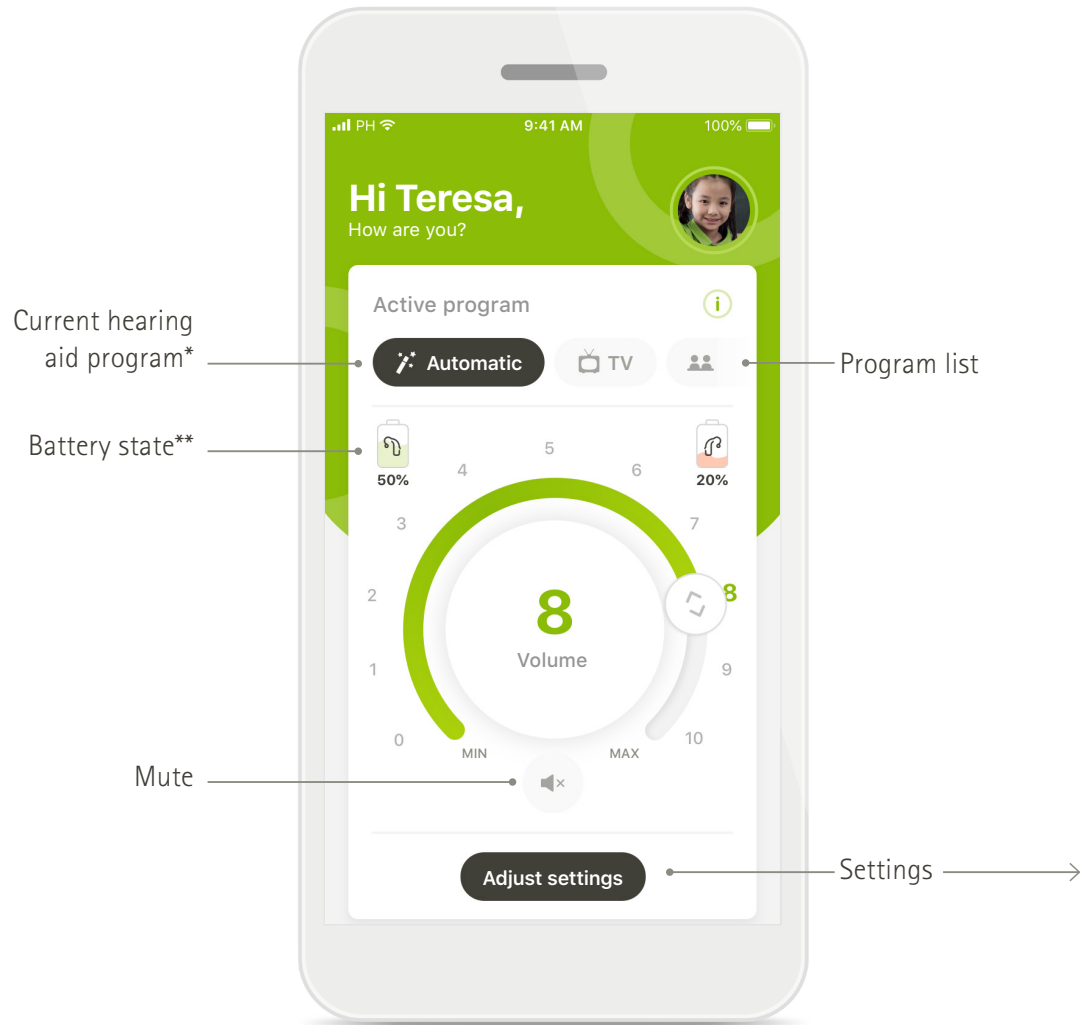 PH 9:41 AM 100%
Hi Teresa,
How are you?
Active program i
Current hearing
aid program*
Automatic TV
Program list
Battery state**
50%
20%
0
1
2
3
4
5
6
7
8
9
10
8
Volume
MIN MAX
Mute
Adjust settings
Settings